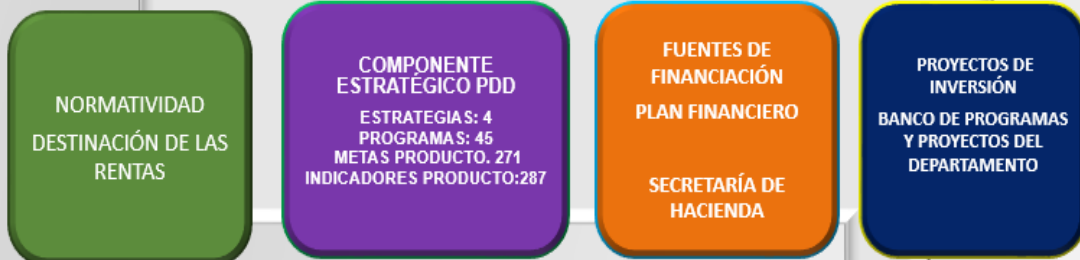 NORMATIVIDAD
DESTINACIÓN DE LAS
RENTAS
COMPONENTE
ESTRATÉGICO PDD
ESTRATEGIAS: 4
PROGRAMAS: 45
METAS PRODUCTO. 271
INDICADORES PRODUCTO:287
FUENTES DE
FINANCIACIÓN
PLAN FINANCIERO
SECRETARÍA DE
HACIENDA
PROYECTOS DE
INVERSIÓN
BANCO DE PROGRAMAS
Y PROYECTOS DEL
DEPARTAMENTO